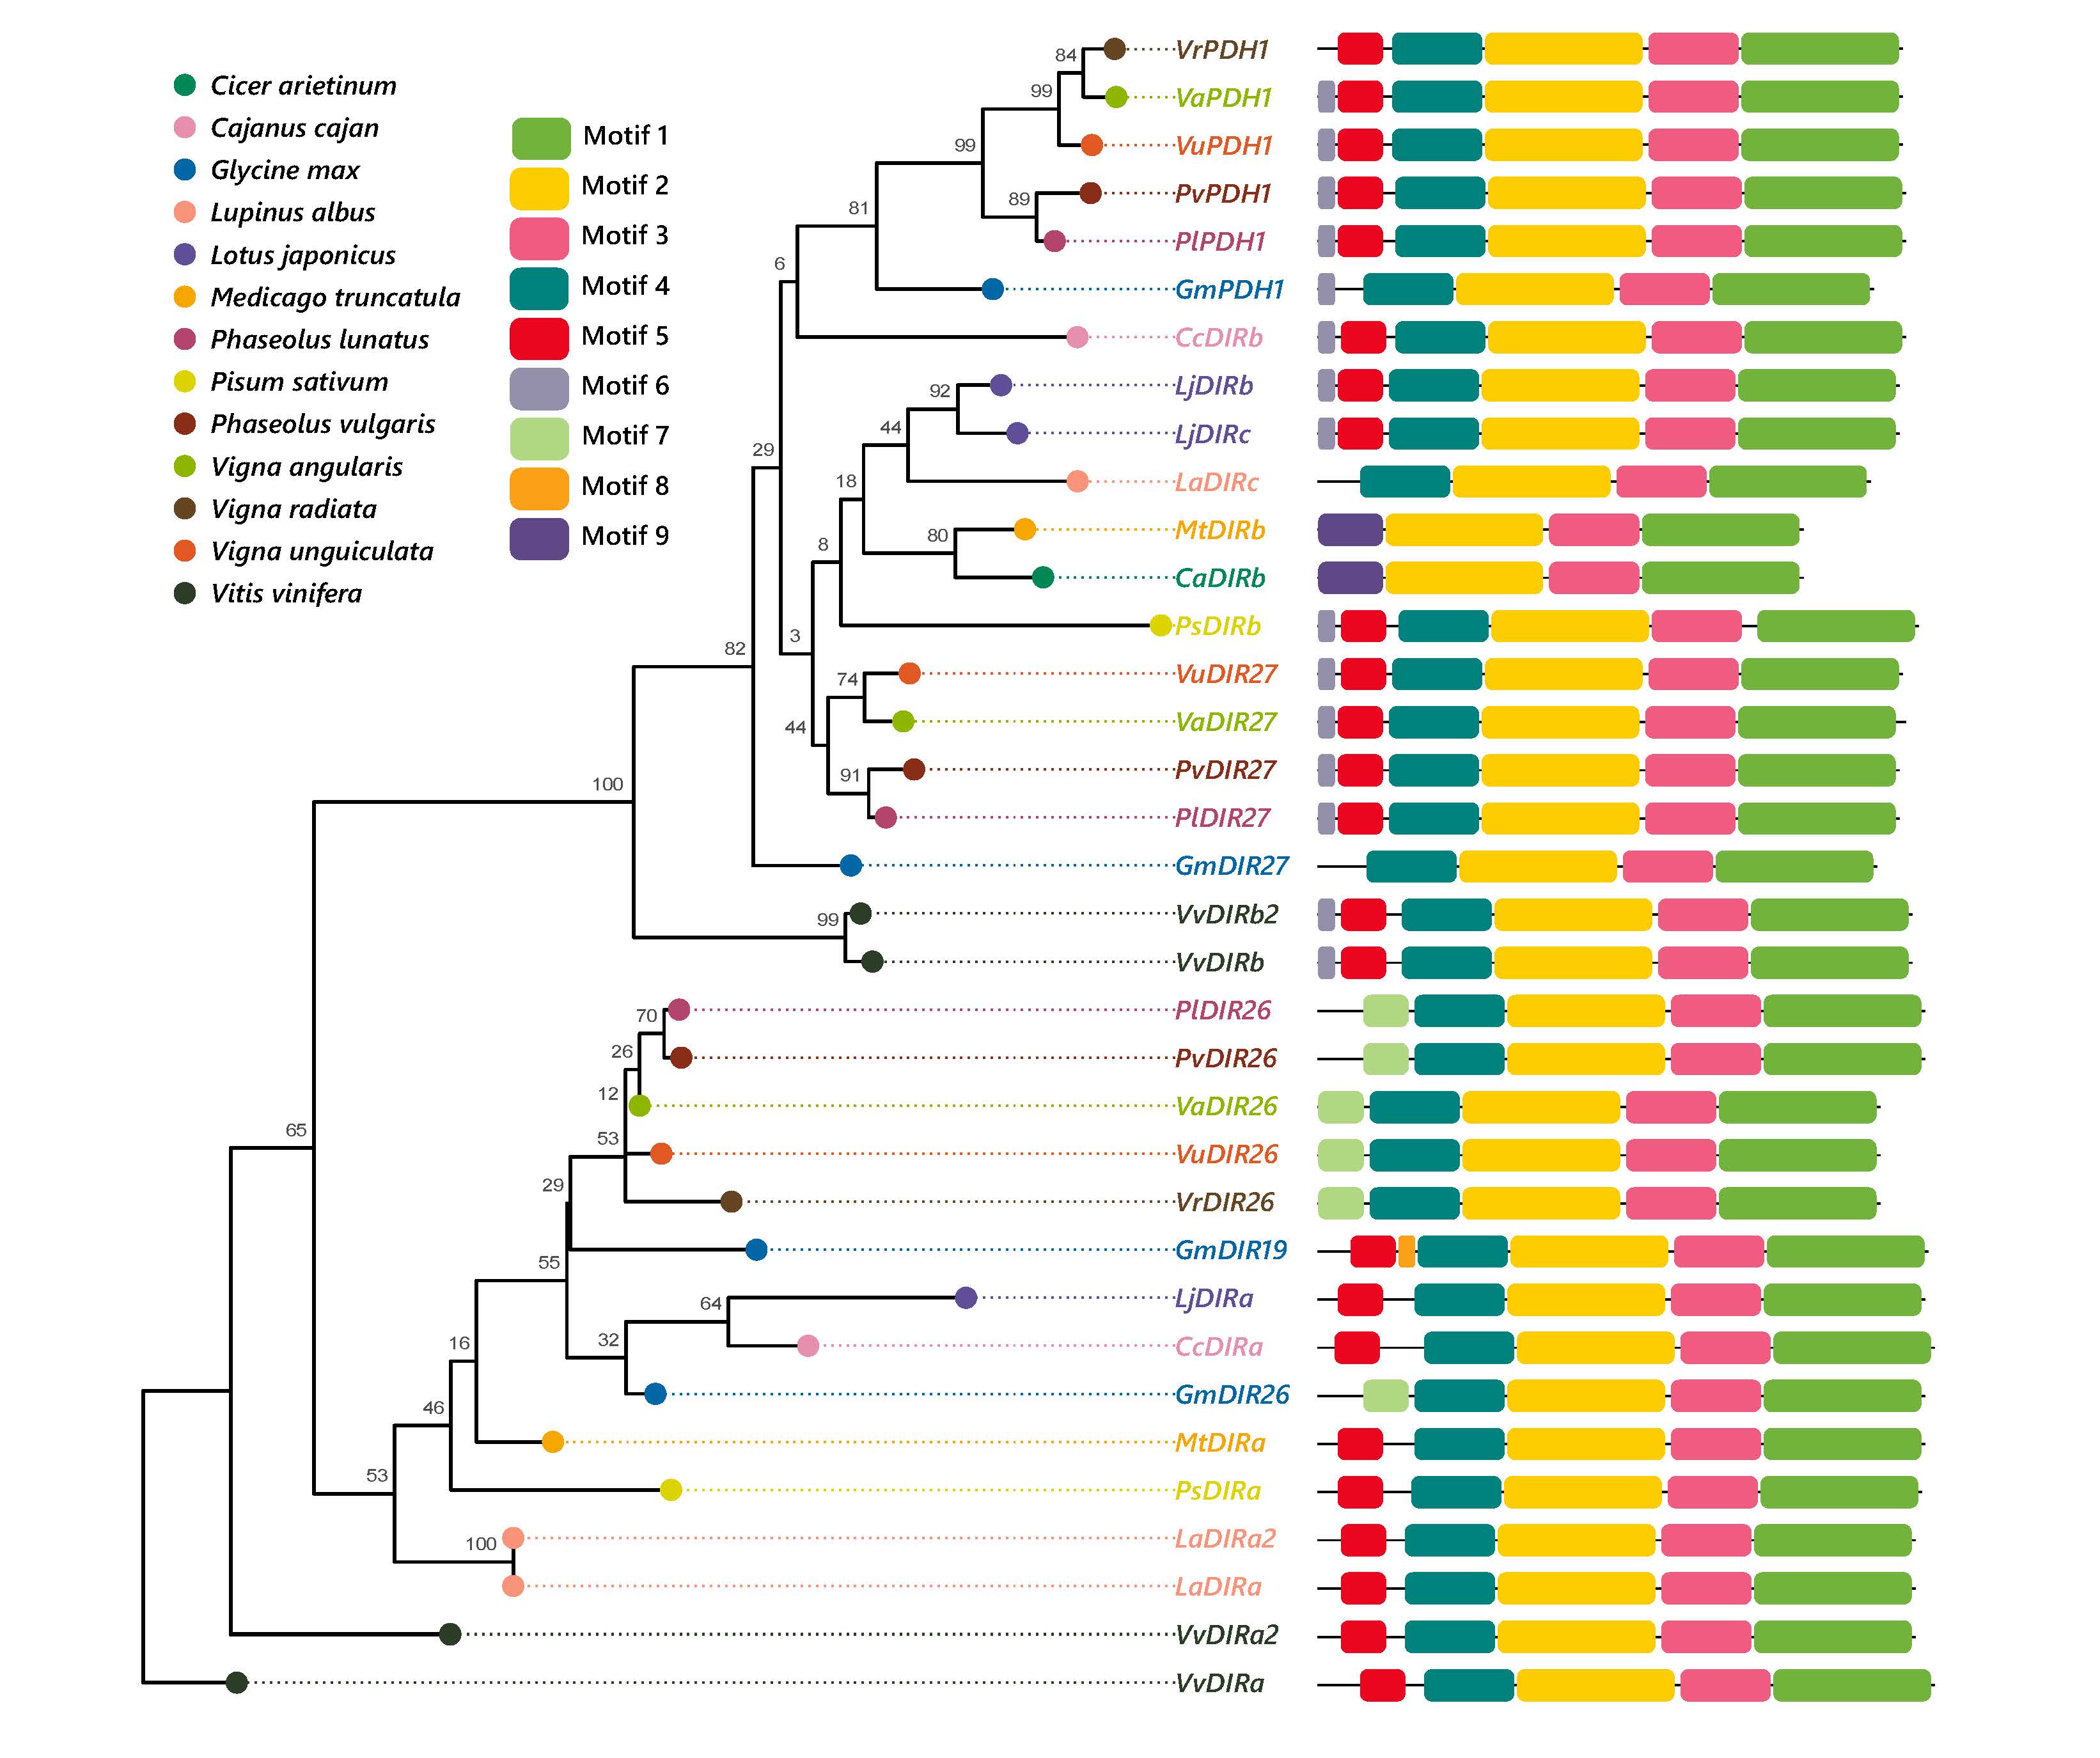 Cicer arietinum
Cajanus cajan
Glycine max
Lupinus albus
Lotus japonicus
Medicago truncatula
Phaseolus lunatus
Pisum sativum
Phaseolus vulgaris
Vigna angularis
Vigna radiata
Vigna unguiculata
Vitis vinifera
Motif 1
Motif 2
Motif 3
Motif 4
Motif 5
Motif 6
Motif 7
Motif 8
Motif 9
84
99
99
89
81
6
92
44
29
18
80
8
3
82
74
44
91
100
99
70
26
12
65
53
29
55
64
32
16
46
53
100
VrPDH1
VaPDH1
VuPDH1
PvPDH1
PlPDH1
GmPDH1
CcDIRb
LjDIRb
LjDIRc
LaDIRc
MtDIRb
CaDIRb
PsDIRb
VuDIR27
VaDIR27
PvDIR27
PlDIR27
GmDIR27
VvDIRb2
VvDIRb
PlDIR26
PvDIR26
VaDIR26
VuDIR26
VrDIR26
GmDIR19
LjDIRa
CcDIRa
GmDIR26
MtDIRa
PsDIRa
LaDIRa2
LaDIRa
VvDIRa2
VvDIRa